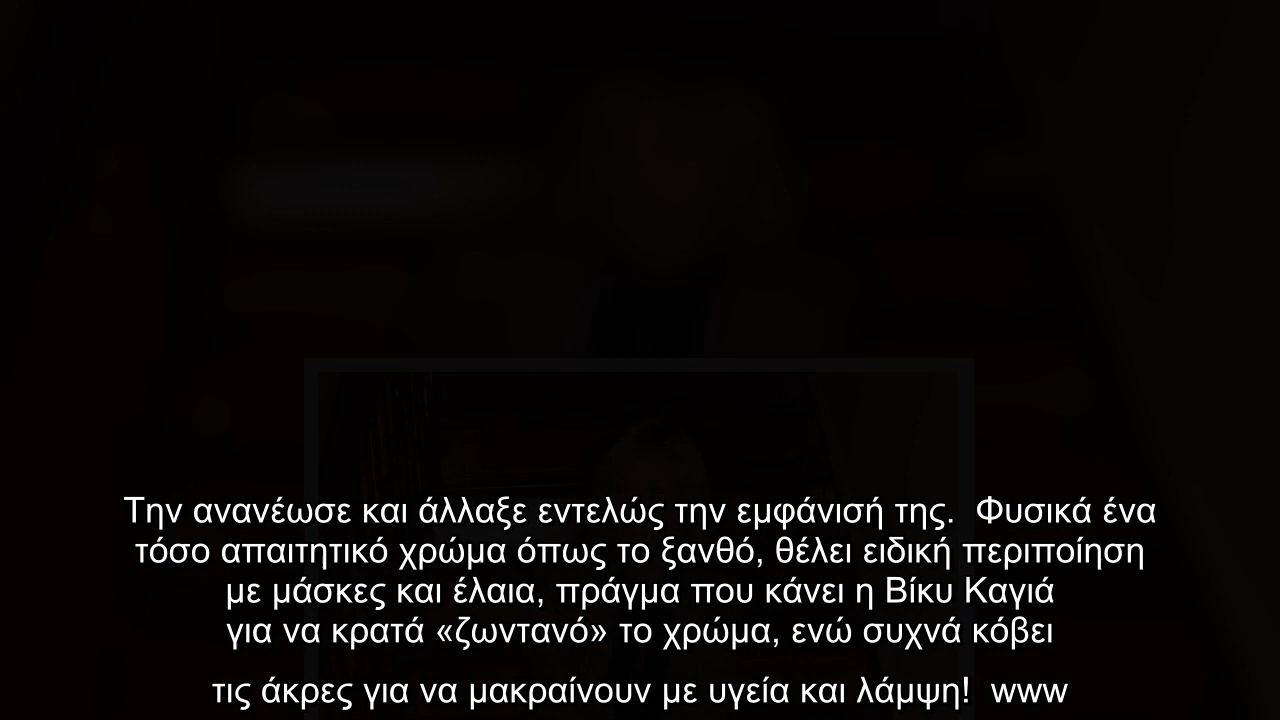 Την ανανέωσε και άλλαξε εντελώς την εμφάνισή της.  Φυσικά ένα
τόσο απαιτητικό χρώμα όπως το ξανθό, θέλει ειδική περιποίηση
με μάσκες και έλαια, πράγμα που κάνει η Βίκυ Καγιά
για να κρατά «ζωντανό» το χρώμα, ενώ συχνά κόβει
τις άκρες για να μακραίνουν με υγεία και λάμψη!  www